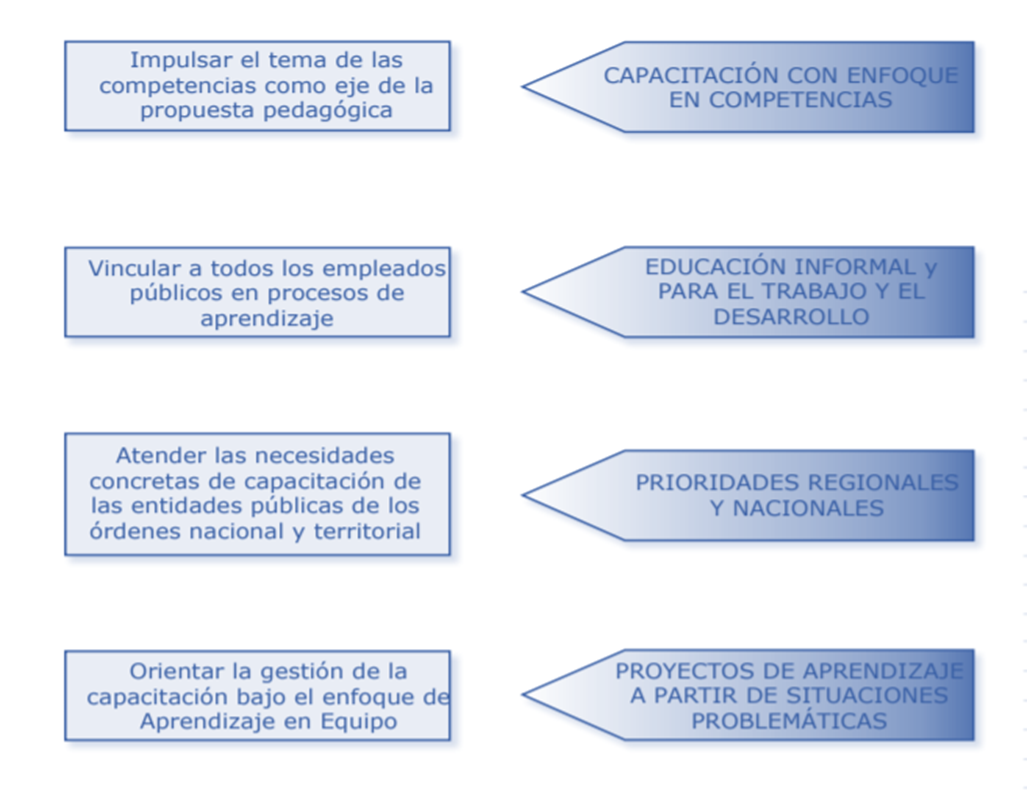 Impulsar el tema de las
competencias como eje de la
propuesta pedagógica
CAPACITACIÓN CON ENFOQUE
EN COMPETENCIAS
Vincular a todos los empleados
públicos en procesos de
aprendizaje
EDUCACIÓN INFORMAL y
PARA EL TRABAJO Y EL
DESARROLLO
Atender las necesidades
concretas de capacitación de
las entidades públicas de los
órdenes nacional y territorial
PRIORIDADES REGIONALES
Y NACIONALES
Orientar la gestión de la
capacitación bajo el enfoque de
Aprendizaje en Equipo
PROYECTOS DE APRENDIZAJE
A PARTIR DE SITUACIONES
PROBLEMÁTICAS